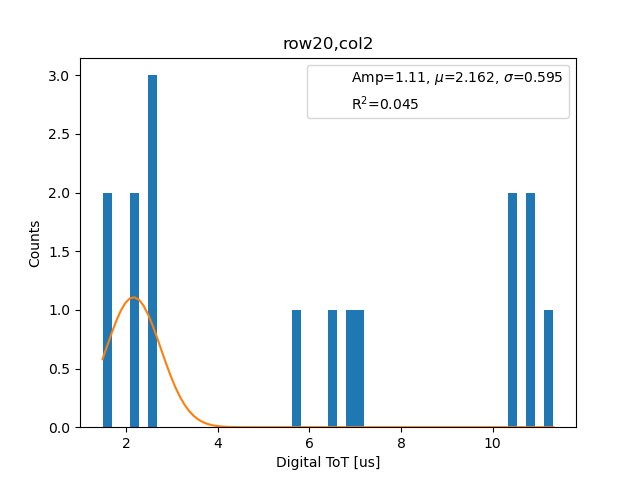 row20,col2
Amp=1.11, μ=2.162, σ=0.595
R²=0.045
Counts
3.0
2.5
2.0
1.5
1.0
0.5
0.0
2 4 6 8 10
Digital ToT [us]